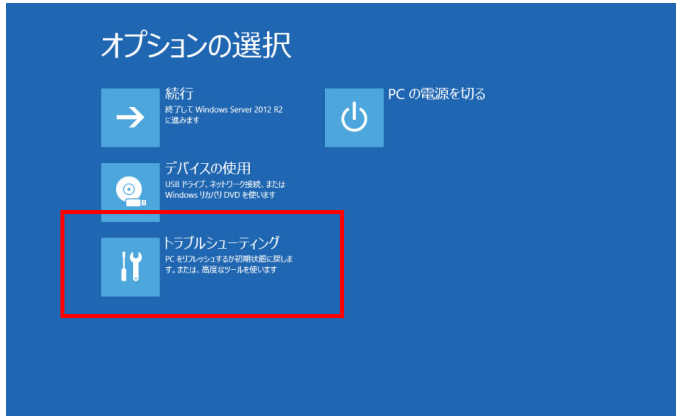 オプションの選択
続行
終了して Windows Server 2012 R2
に進みます
PC の電源を切る
デバイスの使用
USB ドライブ、ネットワーク接続、または
Windows リカバリ DVD を使います
トラブルシューティング
PC をリフレッシュするか初期状態に戻しま
す。または、高度なツールを使います